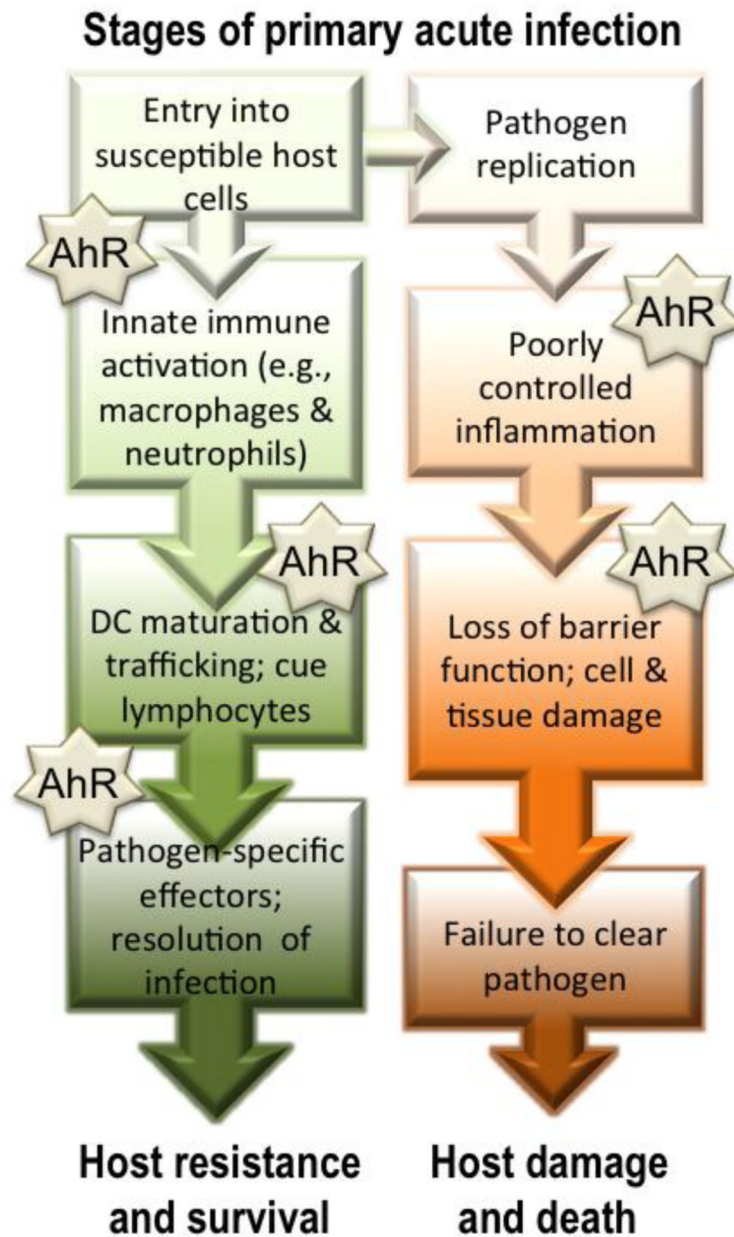 Stages of primary acute infection
Entry into
susceptible host
cells
Pathogen
replication
AhR
Innate immune
activation (e.g.,
macrophages &
neutrophils)
AhR
Poorly
controlled
inflammation
AhR
DC maturation &
trafficking; cue
lymphocytes
AhR
Loss of barrier
function; cell &
tissue damage
AhR
Pathogen-specific
effectors;
resolution of
infection
Failure to clear
pathogen
Host resistance
and survival
Host damage
and death